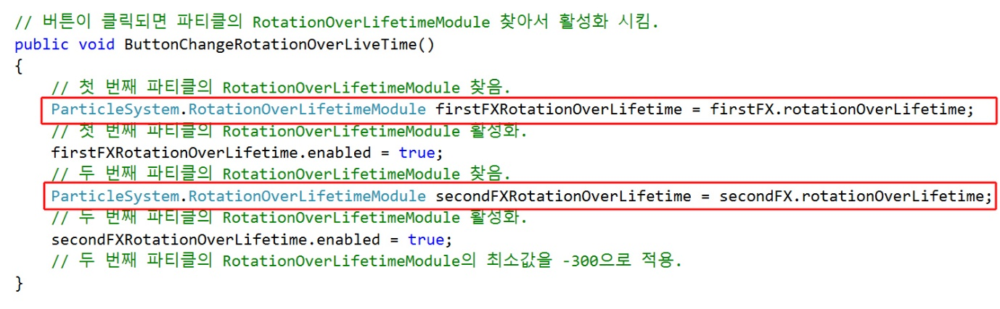 // 버튼이 클릭되면 파티클의 RotationOverLifetimeModule 찾아서 활성화 시킴.
public void ButtonChangeRotationOverLiveTime()
{
// 첫 번째 파티클의 RotationOverLifetimeModule 찾음.
ParticleSystem.RotationOverLifetimeModule firstFXRotationOverLifetime = firstFX.rotationOverLifetime;
// 첫 번째 파티클의 RotationOverLifetimeModule 활성화.
firstFXRotationOverLifetime.enabled = true;
// 두 번째 파티클의 RotationOverLifetimeModule 찾음.
ParticleSystem.RotationOverLifetimeModule secondFXRotationOverLifetime = secondFX.rotationOverLifetime;
// 두 번째 파티클의 RotationOverLifetimeModule 활성화.
secondFXRotationOverLifetime.enabled = true;
// 두 번째 파티클의 RotationOverLifetimeModule의 최소값을 -300으로 적용.
}